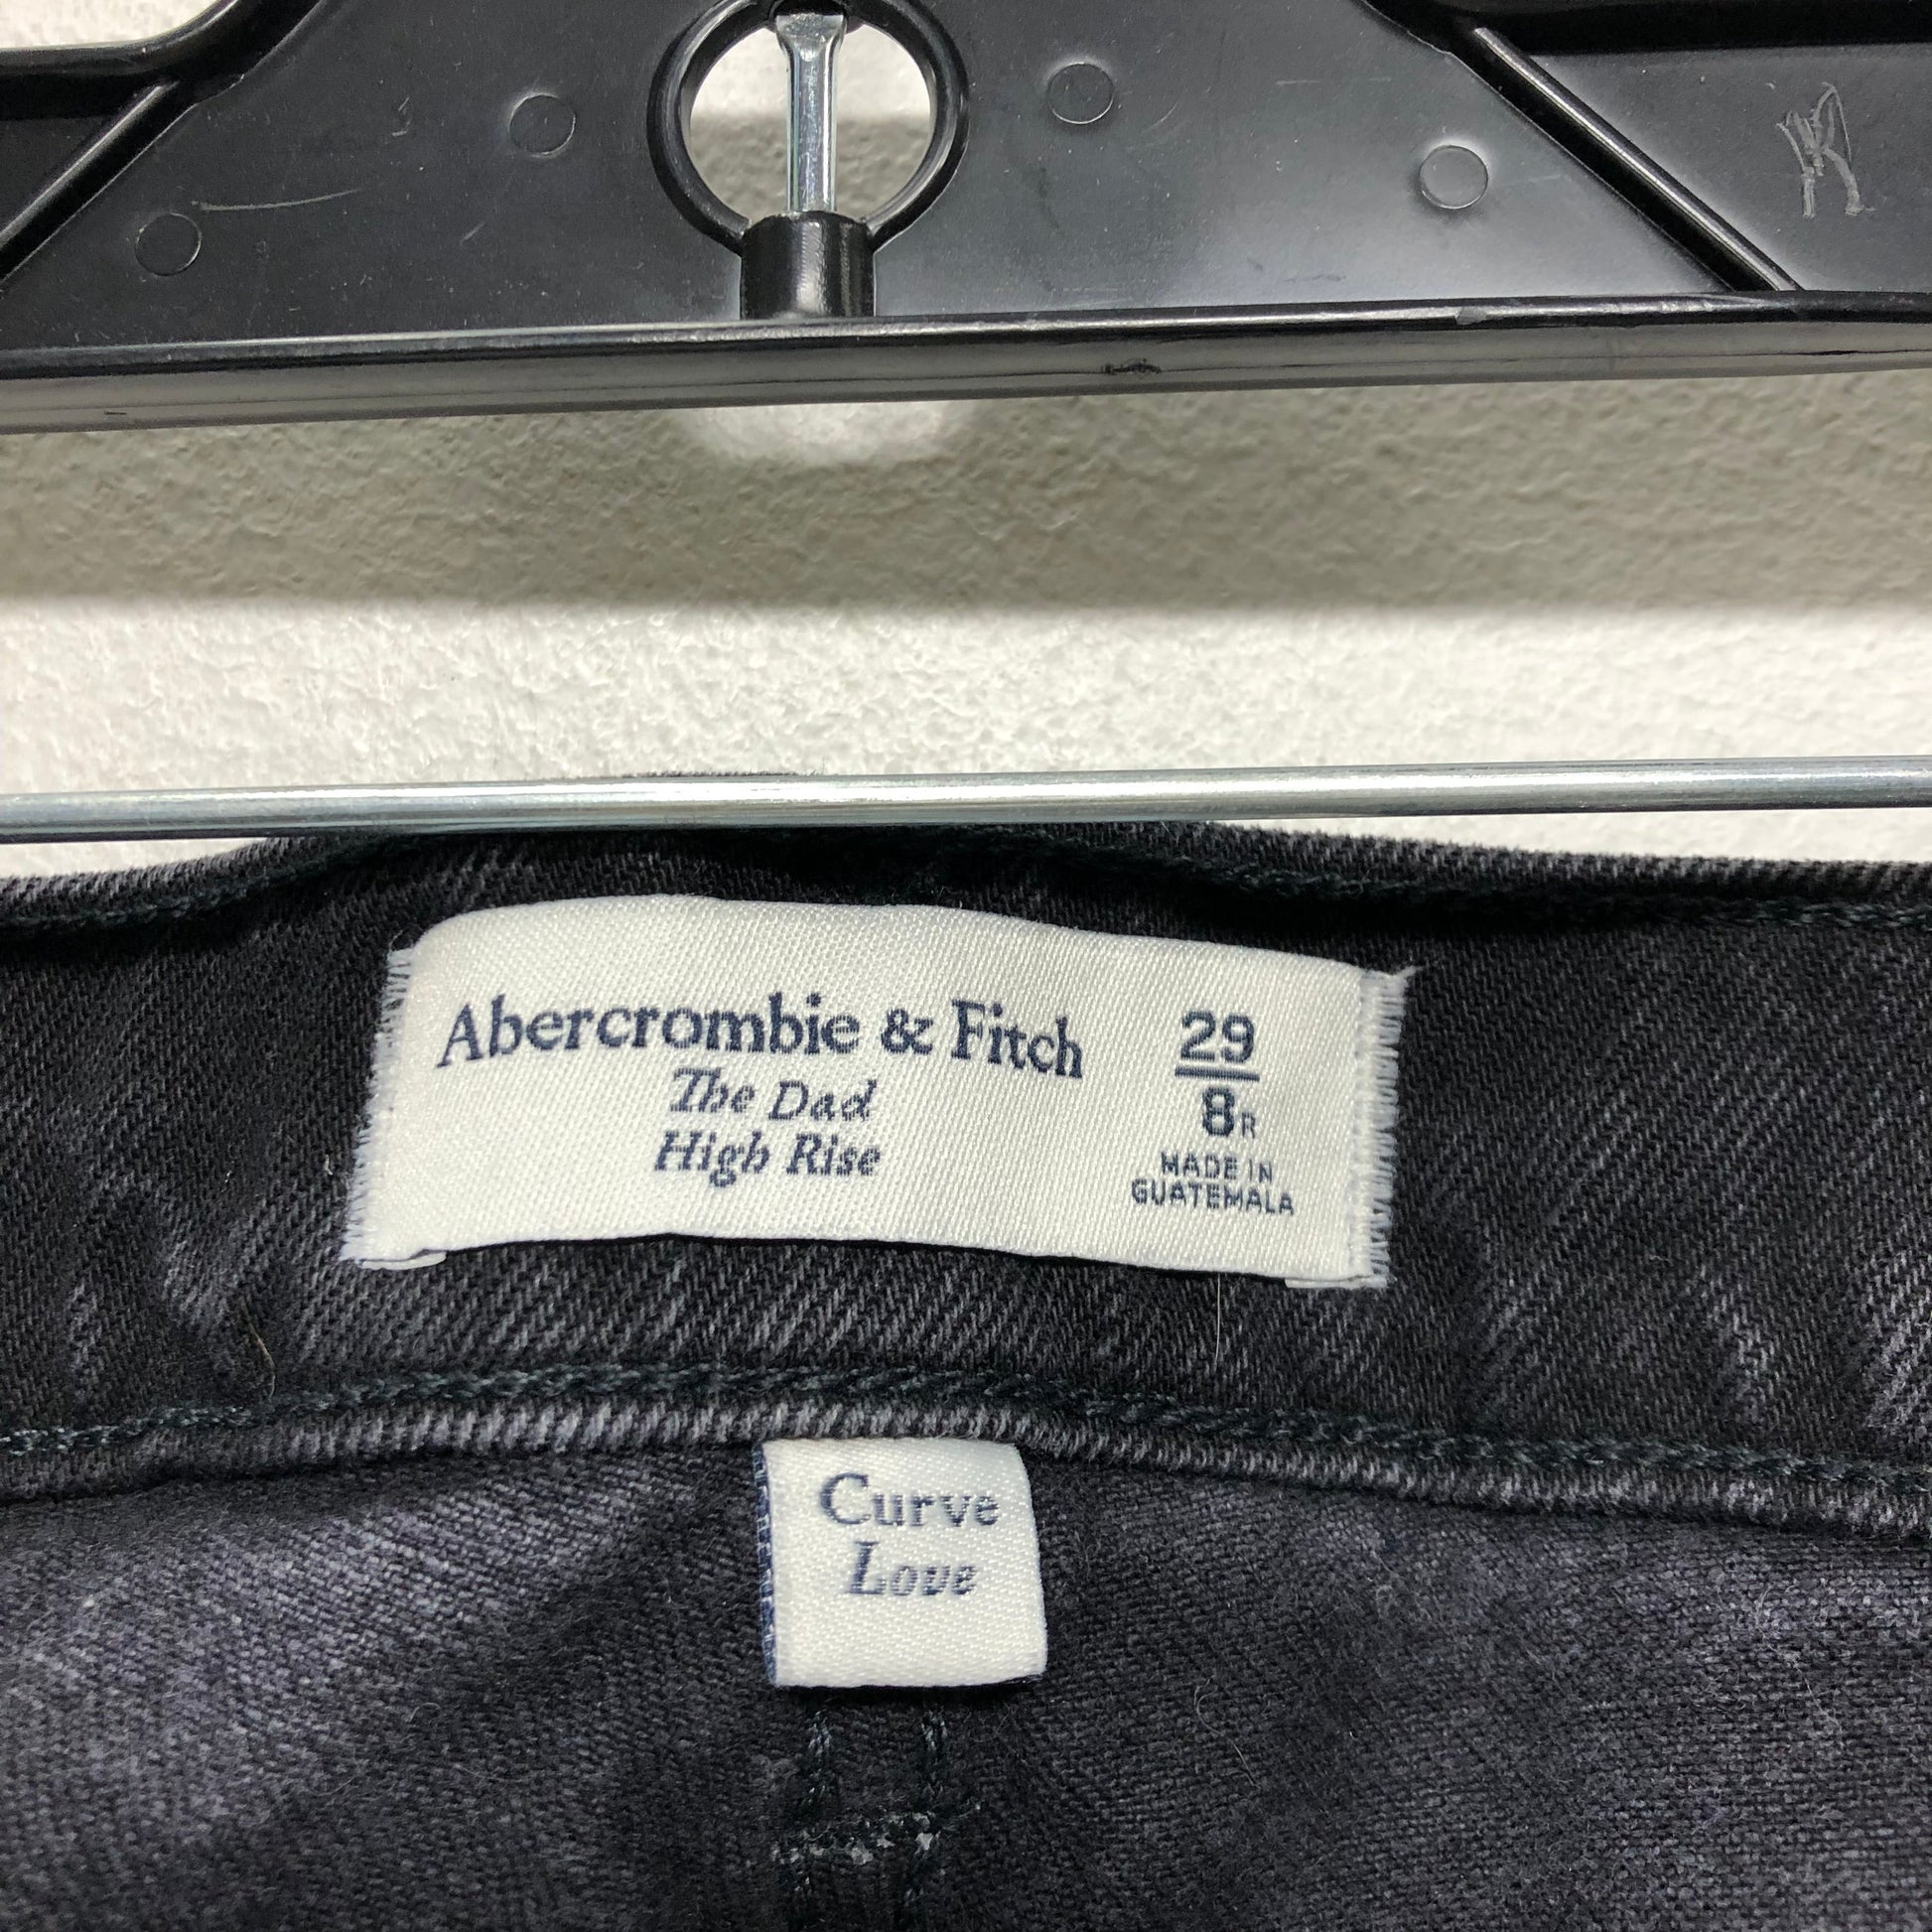 Abercrombie & Fitch
The Dad
High Rise
29
8R
MADE IN
GUATEMALA
Curve
Love